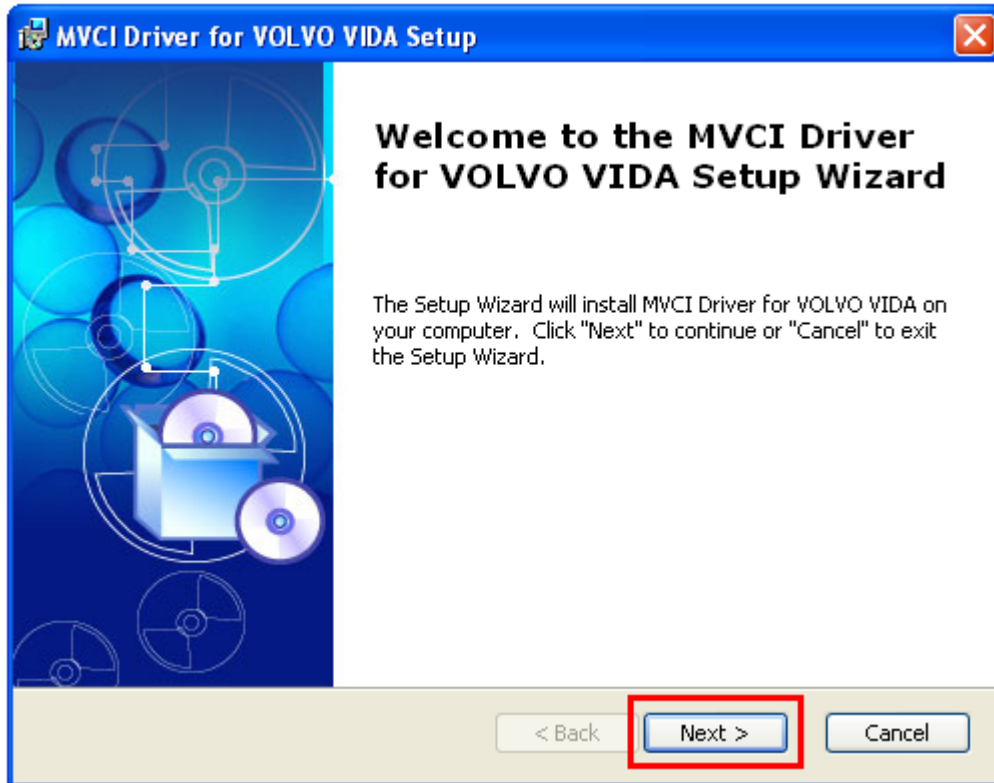 MVCI Driver for VOLVO VIDA Setup
Welcome to the MVCI Driver
for VOLVO VIDA Setup Wizard
The Setup Wizard will install MVCI Driver for VOLVO VIDA on
your computer.  Click "Next" to continue or "Cancel" to exit
the Setup Wizard.
< Back
Next >
Cancel